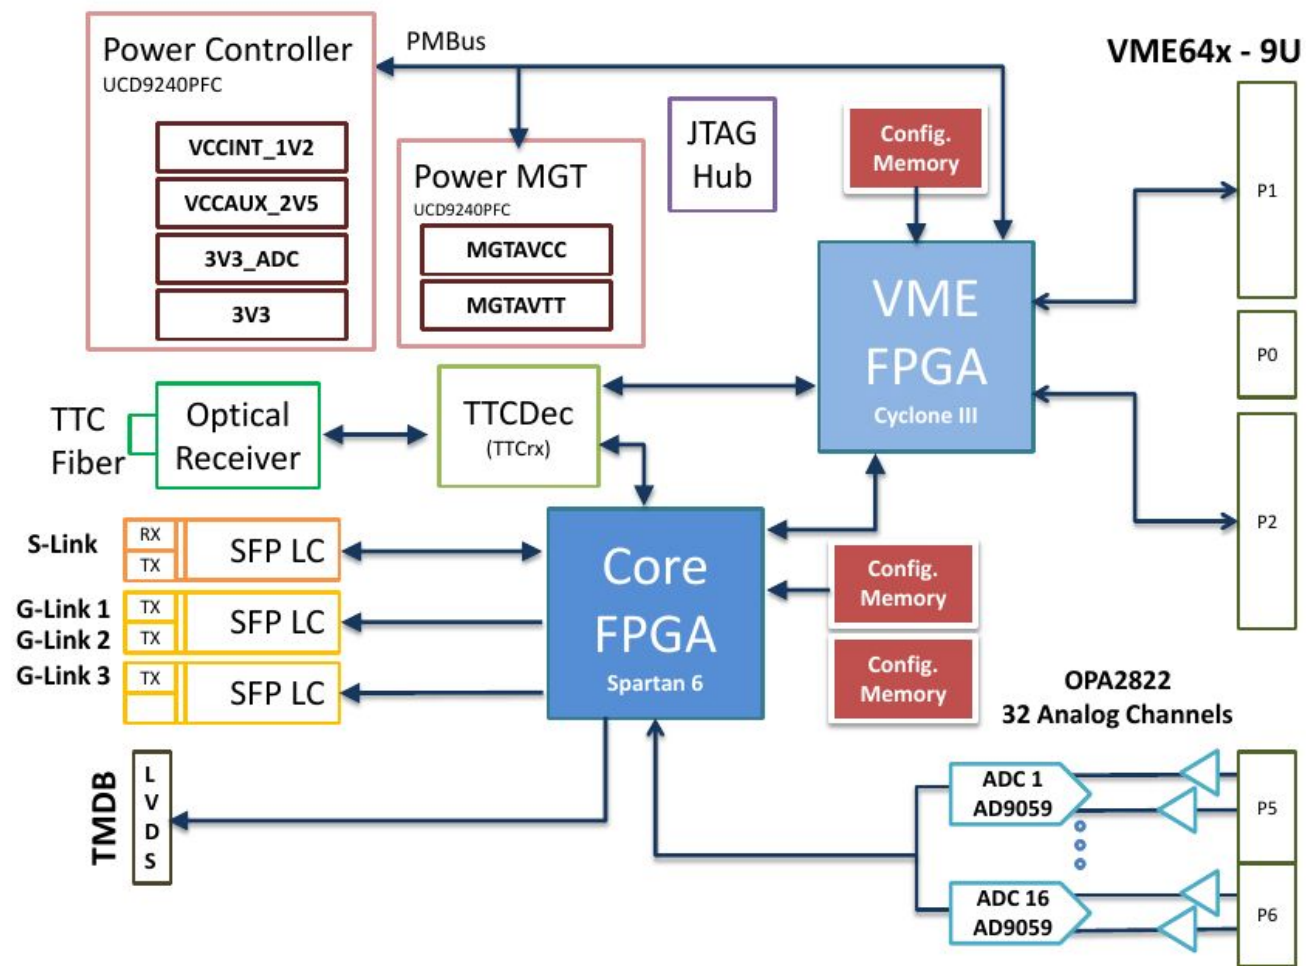 Power Controller
UCD9240PFC
VCCINT_1V2
VCCAUX_2V5
3V3_ADC
3V3
PMBus
Power MGT
UCD9240PFC
MGTAVCC
MGTAVTT
JTAG
Hub
Config.
Memory
VME64x - 9U
P1
P0
P2
VME
FPGA
Cyclone III
TTC
Fiber
Optical
Receiver
TTCDec
(TTCrx)
S-Link
RX
TX
SFP LC
G-Link 1
G-Link 2
TX
TX
SFP LC
G-Link 3
TX
SFP LC
Core
FPGA
Spartan 6
Config.
Memory
Config.
Memory
OPA2822
32 Analog Channels
ADC 1
AD9059
P5
ADC 16
AD9059
P6
TMDB
L
V
D
S